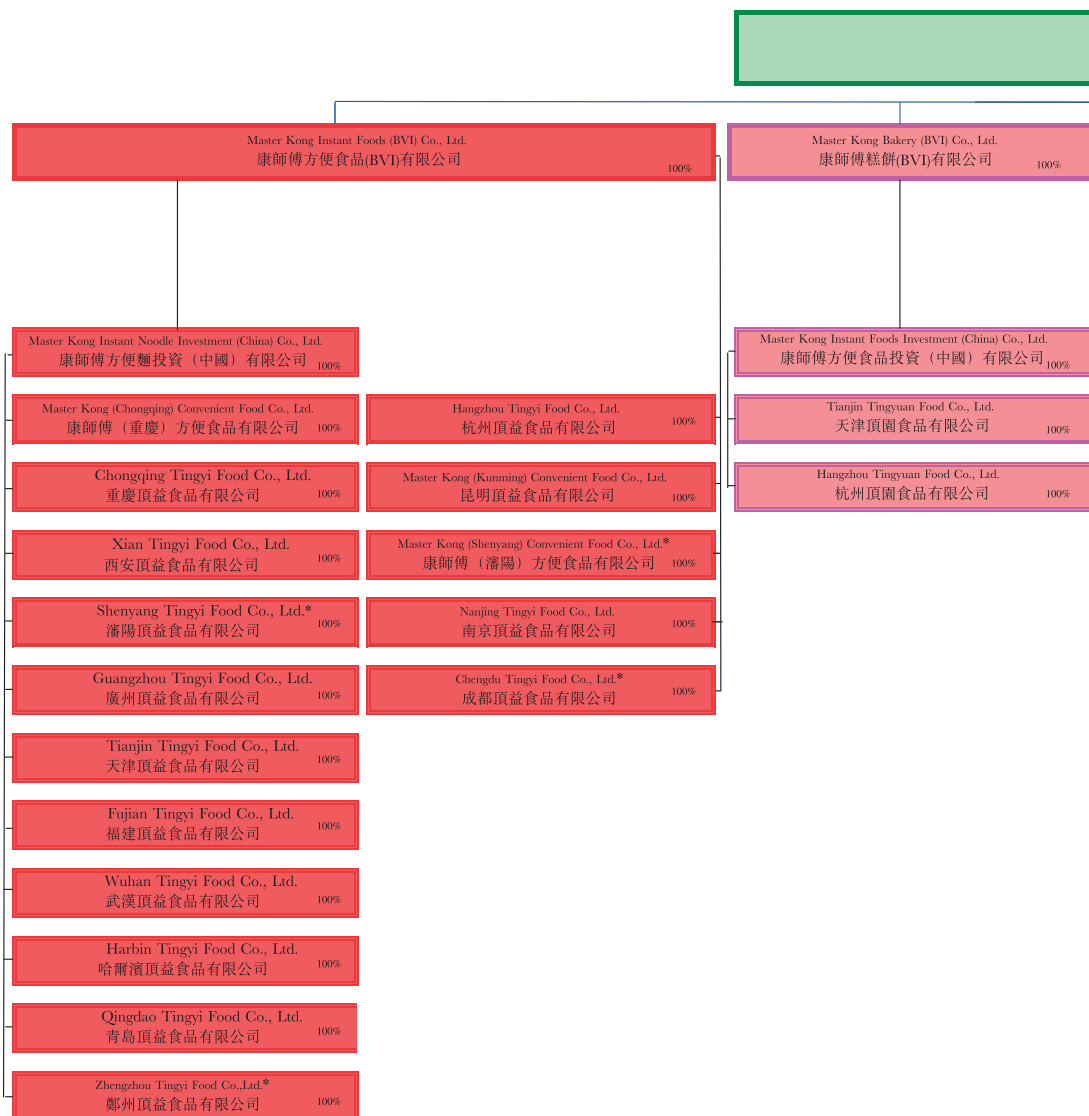 Master Kong Instant Foods (BVI) Co., Ltd.
康師傅方便食品(BVI)有限公司
100%
Master Kong Bakery (BVI) Co., Ltd.
康師傅糕餅(BVI)有限公司
100%
Master Kong Instant Noodle Investment (China) Co., Ltd.
康師傅方便麵投資（中國）有限公司
100%
Master Kong (Chongqing) Convenient Food Co., Ltd.
康師傅（重慶）方便食品有限公司
100%
Chongqing Tingyi Food Co., Ltd.
重慶頂益食品有限公司
100%
Xian Tingyi Food Co., Ltd.
西安頂益食品有限公司
100%
Shenyang Tingyi Food Co., Ltd.*
瀋陽頂益食品有限公司
100%
Guangzhou Tingyi Food Co., Ltd.
廣州頂益食品有限公司
100%
Tianjin Tingyi Food Co., Ltd.
天津頂益食品有限公司
100%
Fujian Tingyi Food Co., Ltd.
福建頂益食品有限公司
100%
Wuhan Tingyi Food Co., Ltd.
武漢頂益食品有限公司
100%
Harbin Tingyi Food Co., Ltd.
哈爾濱頂益食品有限公司
100%
Qingdao Tingyi Food Co., Ltd.
青島頂益食品有限公司
100%
Zhengzhou Tingyi Food Co.,Ltd.*
鄭州頂益食品有限公司
100%
Hangzhou Tingyi Food Co., Ltd.
杭州頂益食品有限公司
100%
Master Kong (Kunming) Convenient Food Co., Ltd.
昆明頂益食品有限公司
100%
Master Kong (Shenyang) Convenient Food Co., Ltd.*
康師傅（瀋陽）方便食品有限公司
100%
Nanjing Tingyi Food Co., Ltd.
南京頂益食品有限公司
100%
Chengdu Tingyi Food Co., Ltd.*
成都頂益食品有限公司
100%
Master Kong Instant Foods Investment (China) Co., Ltd.
康師傅方便食品投資（中國）有限公司
100%
Tianjin Tingyuan Food Co., Ltd.
天津頂園食品有限公司
100%
Hangzhou Tingyuan Food Co., Ltd.
杭州頂園食品有限公司
100%